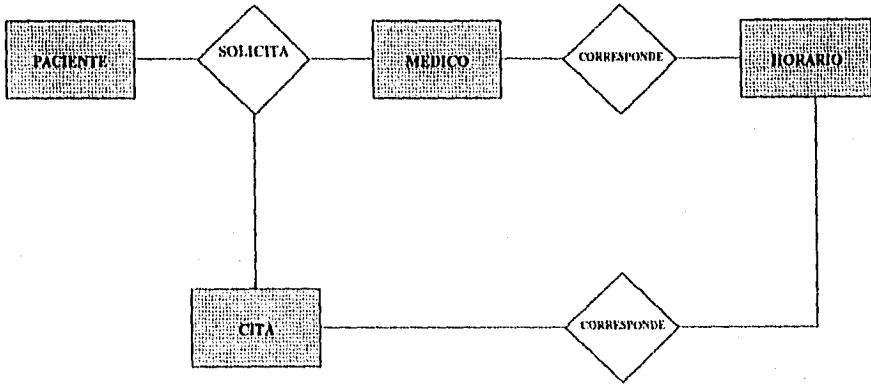 PACIENTE
SOLICITA
MEDICO
CORRESPONDE
HORARIO
CITA
CORRESPONDE